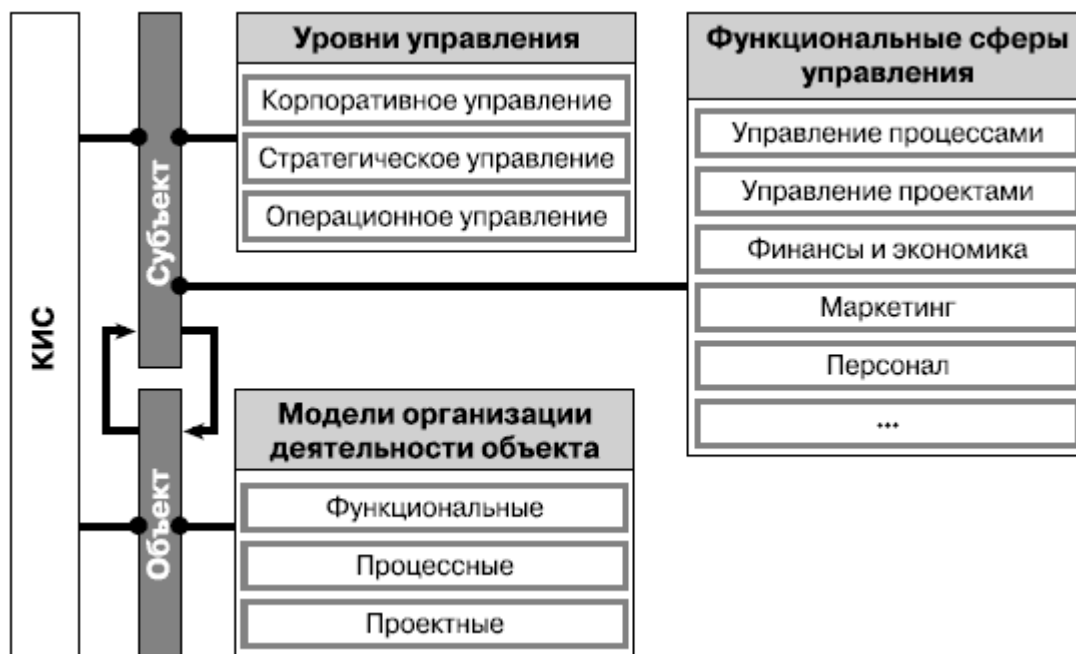 КИС
Субъект
Объект
Уровни управления
Корпоративное управление
Стратегическое управление
Операционное управление
Функциональные сферы
управления
Управление процессами
Управление проектами
Финансы и экономика
Маркетинг
Персонал
...
Модели организации
деятельности объекта
Функциональные
Процессные
Проектные